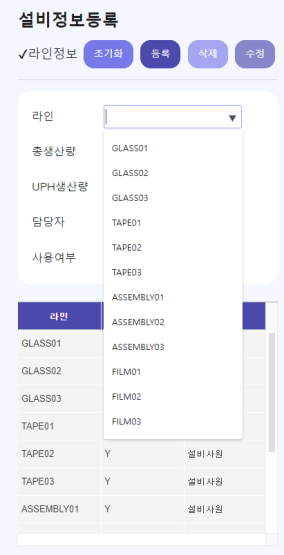 설비정보등록
✔라인정보 초기화 등록 삭제 수정
라인
총생산량
UPH생산량
담당자
사용여부
GLASS01
GLASS02
GLASS03
TAPE01
TAPE02
TAPE03
ASSEMBLY01
ASSEMBLY02
ASSEMBLY03
FILM01
FILM02
FILM03
라인
GLASS01
GLASS02
GLASS03
TAPE01
TAPE02 Y 설비사원
TAPE03 Y 설비사원
ASSEMBLY01 Y 설비사원